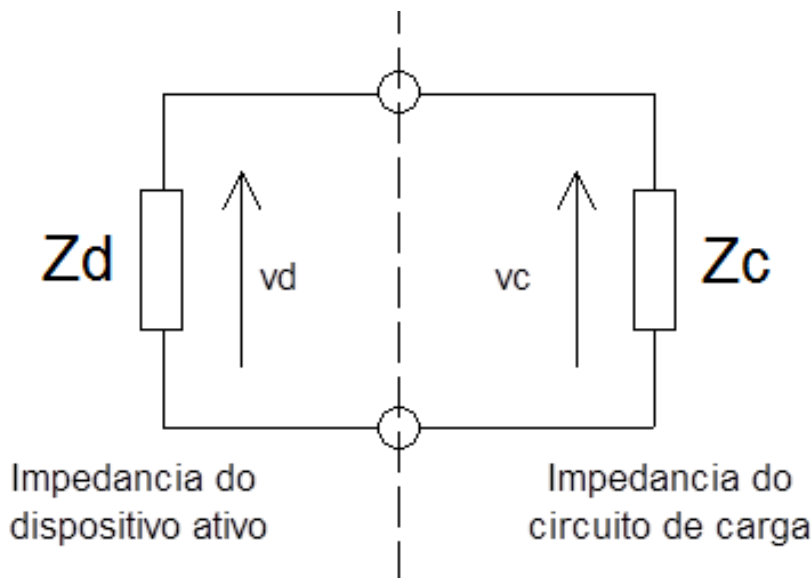 Zd
vd
vc
Zc
Impedancia do
dispositivo ativo
Impedancia do
circuito de carga